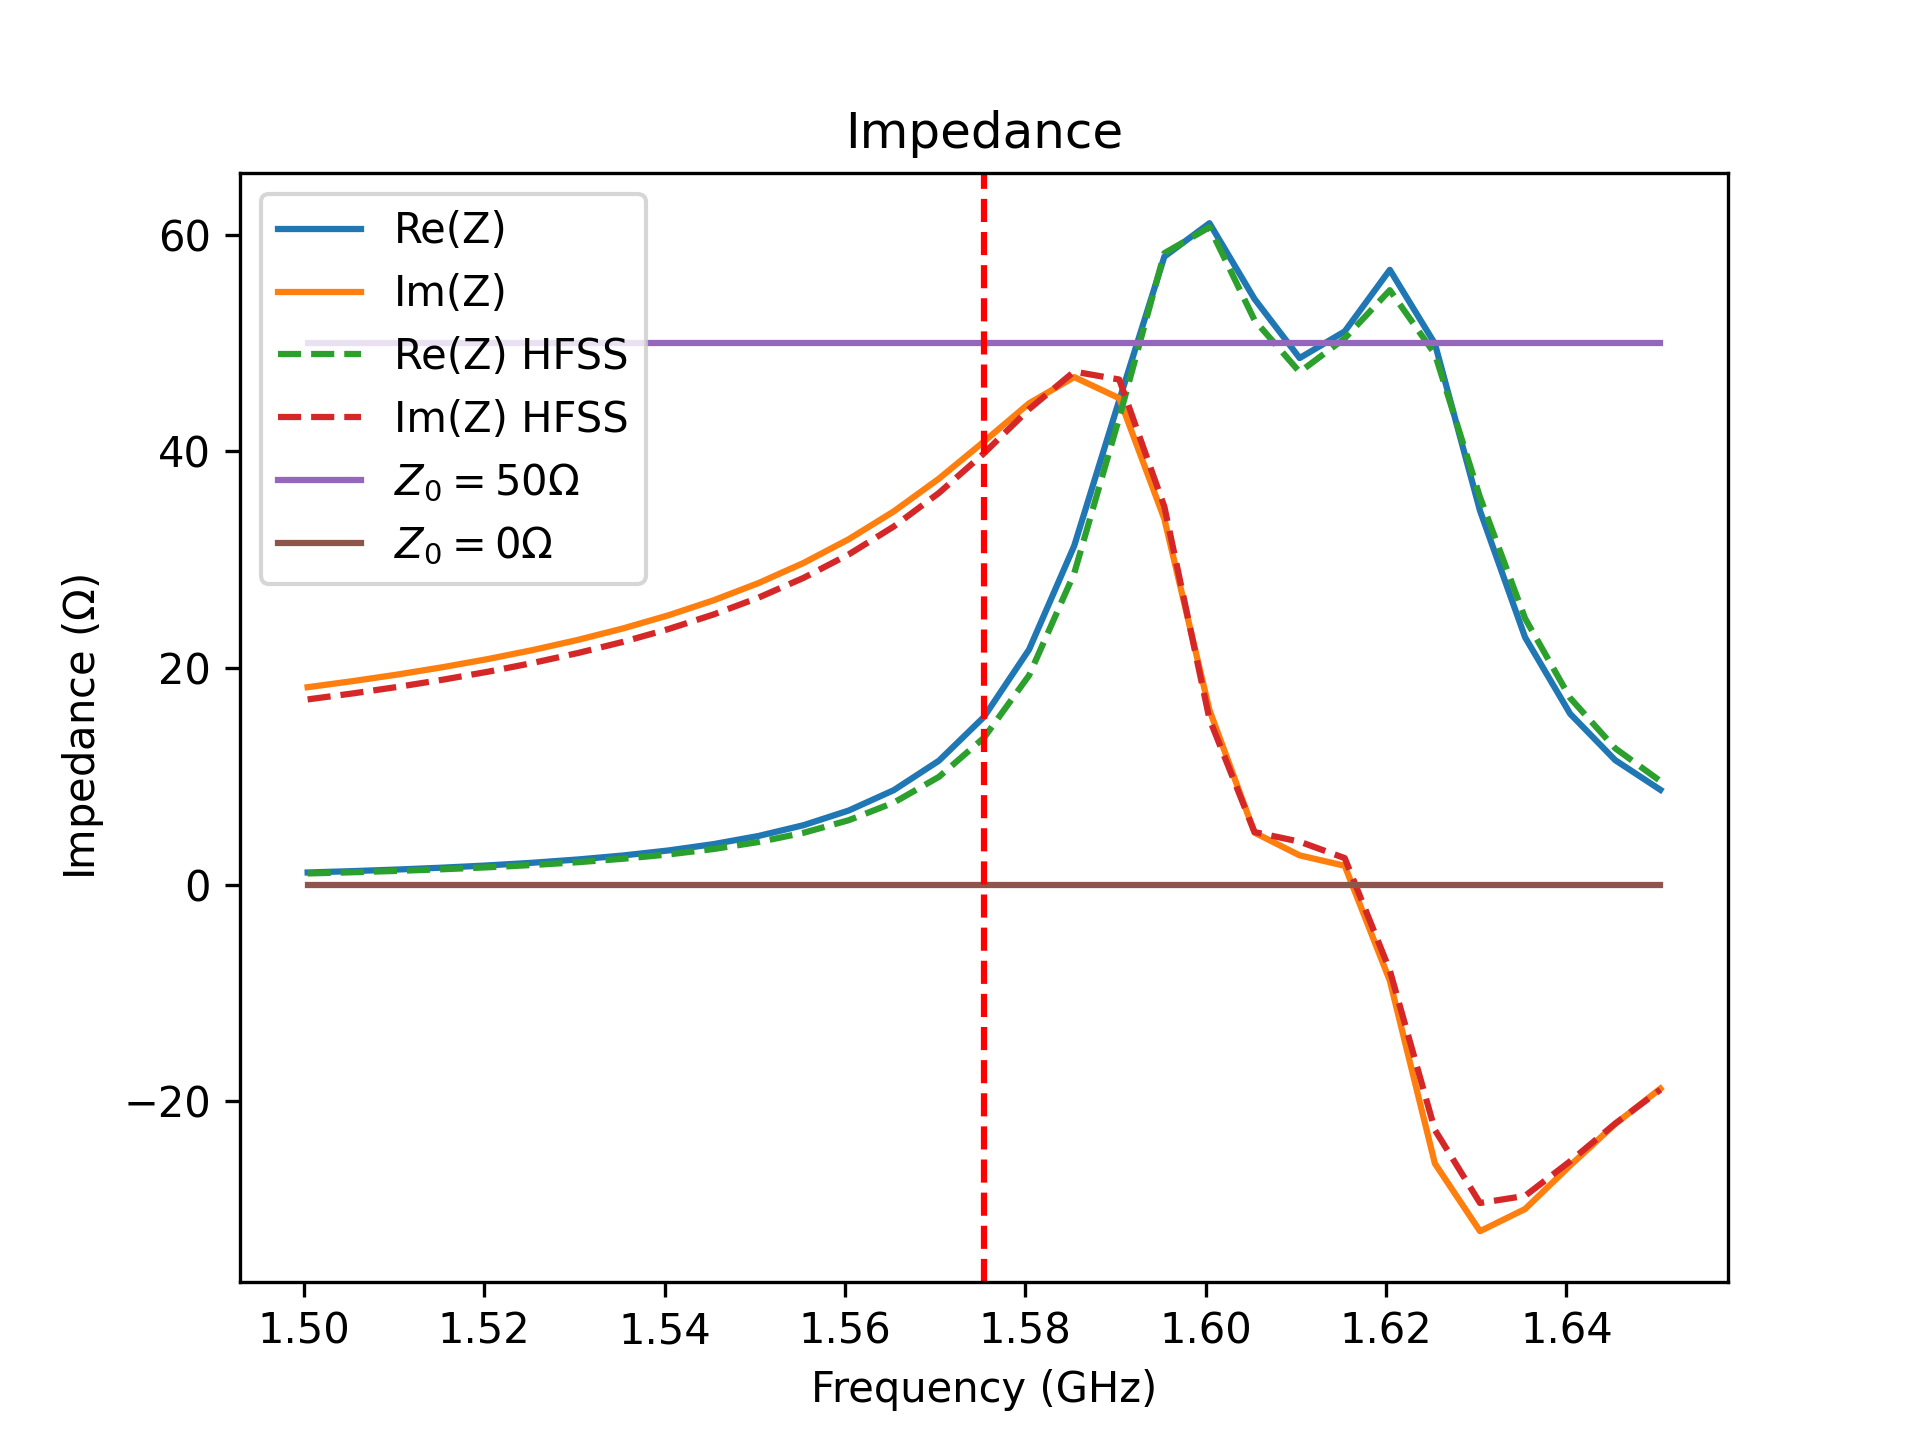 Impedance
Re(Z)
Im(Z)
Re(Z) HFSS
Im(Z) HFSS
Z₀ = 50Ω
Z₀ = 0Ω
60
40
20
0
−20
Impedance (Ω)
1.50 1.52 1.54 1.56 1.58 1.60 1.62 1.64
Frequency (GHz)